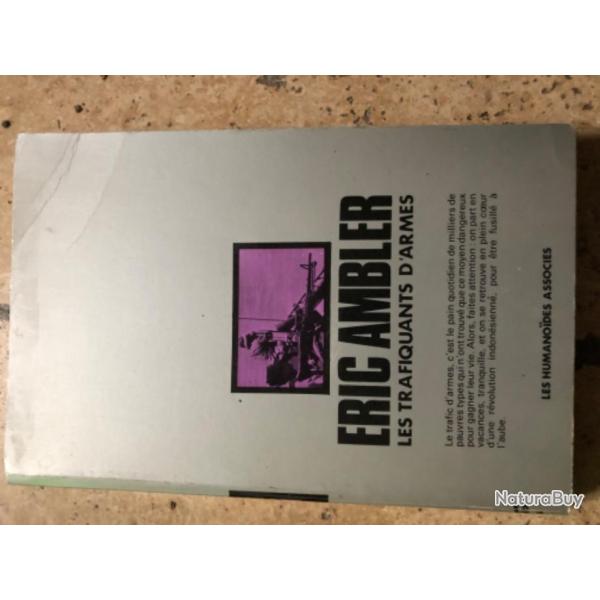 ERIC AMBLER
LES TRAFIQUANTS D'ARMES
Le trafic d'armes, c'est le pain quotidien de milliers de
pauvres types qui n'ont trouvé que ce moyen dangereux
pour gagner leur vie. Alors, faites attention : on part en
vacances, tranquille, et on se retrouve en plein cœur
d'une révolution indonésienné, pour être fusillé à
l'aube.
LES HUMANOÏDES ASSOCIES
NaturaBuy